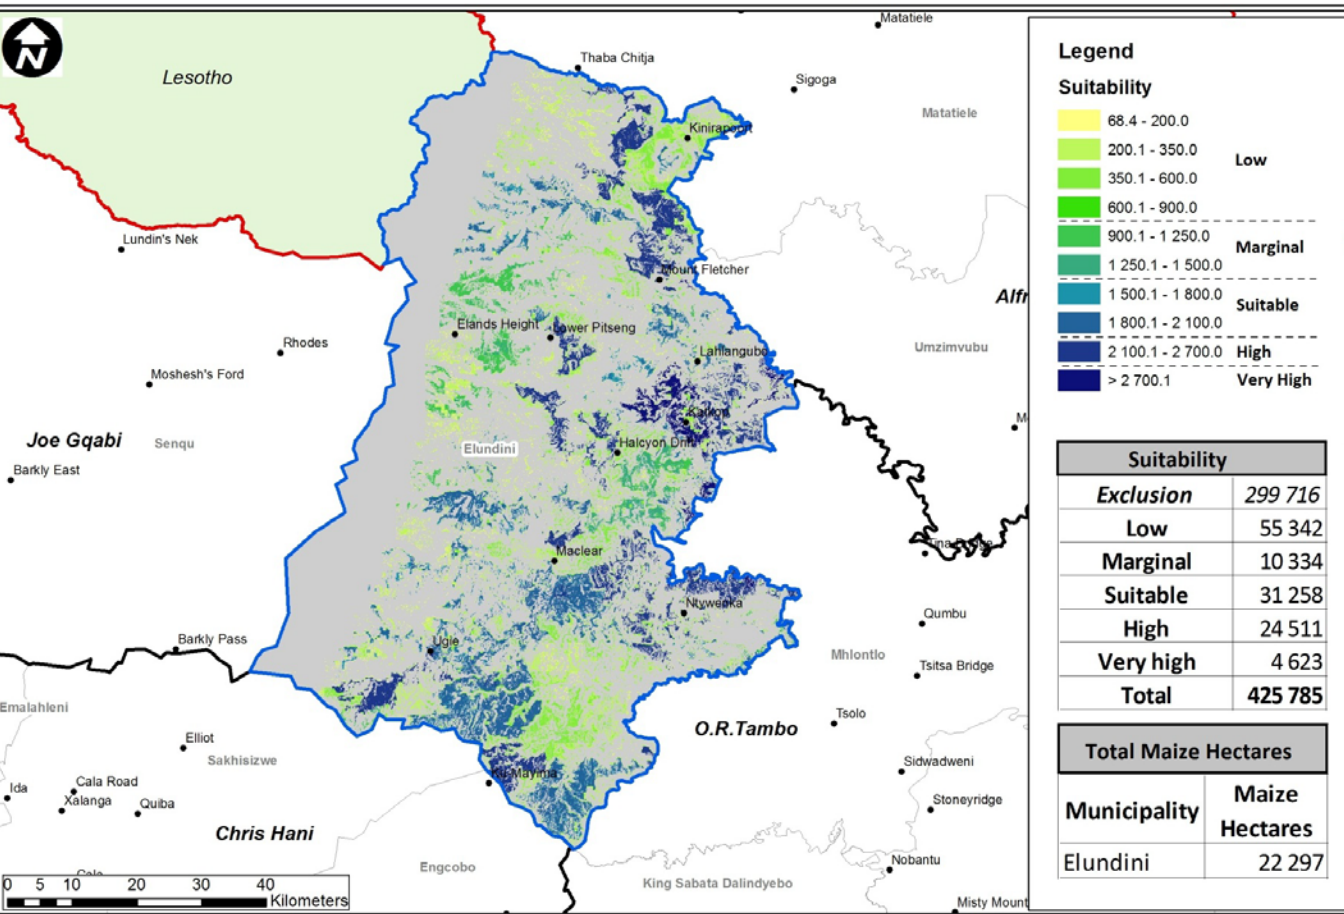 N
Lesotho
Matatiele
Thaba Chitja
Sigoga
Matatiele
Kinirapoort
Lundin's Nek
Mount Fletcher
Elands Height
Lower Pitseng
Rhodes
Lahlangubo
Umzimvubu
Moshesh's Ford
Joe Gqabi
Senqu
Elundini
Halcyon Drift
Barkly East
Maclear
Ntywenka
Qumbu
Barkly Pass
Ugie
Mhlontlo
Tsitsa Bridge
Emalahleni
O.R.Tambo
Tsolo
Elliot
Sakhisizwe
Sidwadweni
Ida
Cala Road
Xalanga
Quiba
Stoneyridge
Chris Hani
Engcobo
King Sabata Dalindyebo
Nobantu
Cala
Misty Mount
0 5 10 20 30 40
Kilometers
Legend
Suitability
68.4 - 200.0
200.1 - 350.0
Low
350.1 - 600.0
600.1 - 900.0
900.1 - 1 250.0
Marginal
1 250.1 - 1 500.0
1 500.1 - 1 800.0
Suitable
1 800.1 - 2 100.0
2 100.1 - 2 700.0 High
> 2 700.1 Very High
Alfr
Suitability
Exclusion 299 716
Low 55 342
Marginal 10 334
Suitable 31 258
High 24 511
Very high 4 623
Total 425 785
Total Maize Hectares
Municipality Maize Hectares
Elundini 22 297